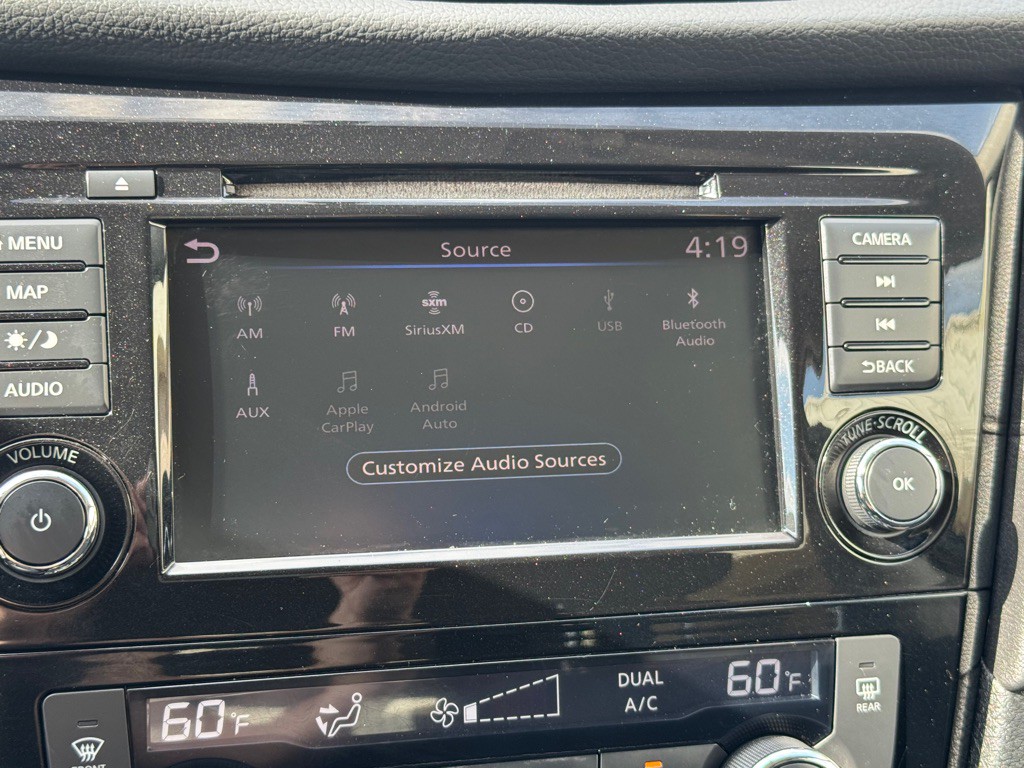 MENU
MAP
AUDIO
VOLUME
Source
4:19
AM
FM
sxm
SiriusXM
CD
USB
Bluetooth
Audio
AUX
Apple
CarPlay
Android
Auto
Customize Audio Sources
CAMERA
BACK
TUNE·SCROLL
OK
60°F
DUAL
A/C
60°F
FRONT
REAR